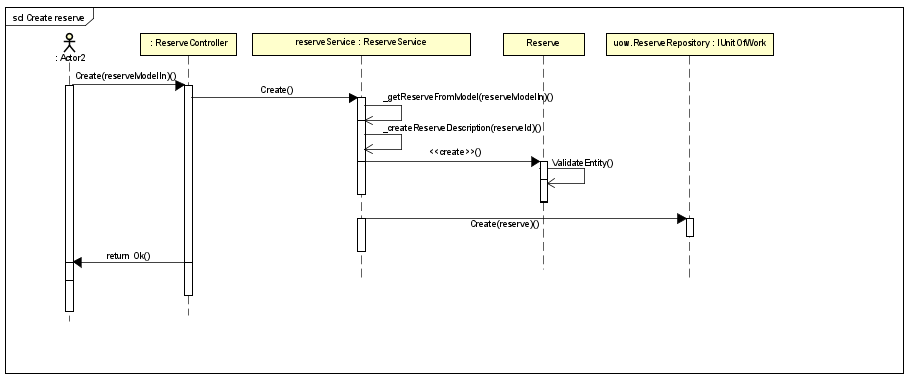 sd Create reserve
: Actor2
: ReserveController
reserveService : ReserveService
Reserve
uow.ReserveRepository : IUnitOfWork
Create(reserveModelIn)()
Create()
_getReserveFromModel(reserveModelIn)()
_createReserveDescription(reserveId)()
<<create>>()
ValidateEntity()
Create(reserve)()
return Ok()